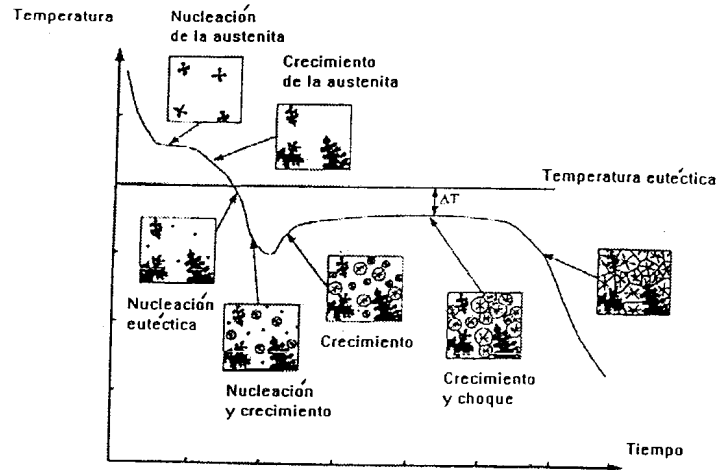 Temperatura
Nucleación
de la austenita
Crecimiento
de la austenita
Temperatura eutéctica
ΔT
Nucleación
eutéctica
Nucleación
y crecimiento
Crecimiento
Crecimiento
y choque
Tiempo